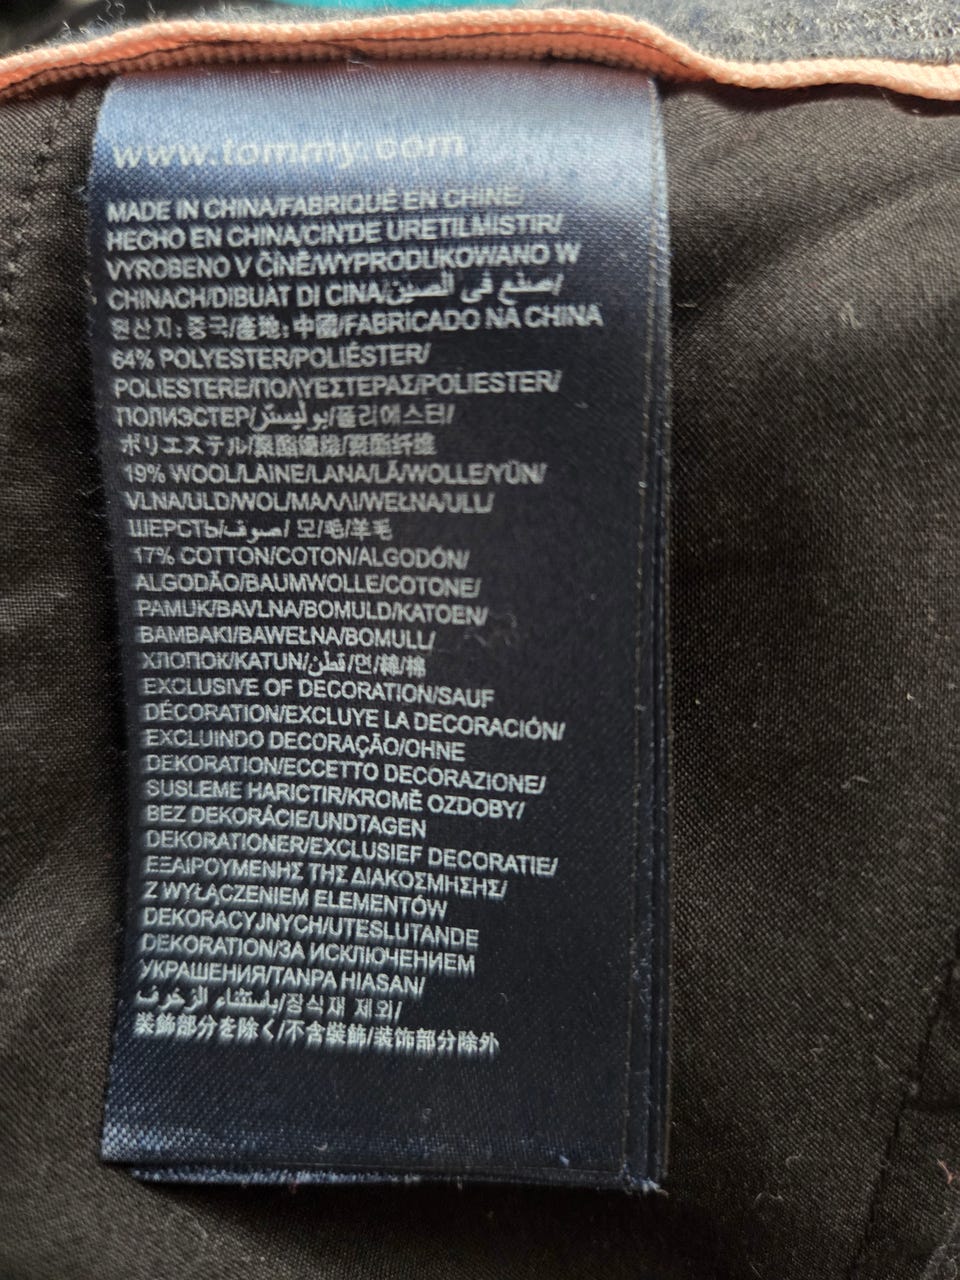 www.tommy.com
MADE IN CHINA/FABRIQUÉ EN CHINE/
HECHO EN CHINA/CIN'DE URETILMISTIR/
VYROBENO V ČÍNĚ/WYPRODUKOWANO W
CHINACH/DIBUAT DI CINA/صنع في الصين/
원산지: 중국/產地: 中國/FABRICADO NA CHINA
64% POLYESTER/POLIÉSTER/
POLIESTERE/ΠΟΛΥΕΣΤΕΡΑΣ/POLIESTER/
ПОЛИЭСТЕР/بوليستر/폴리에스터/
ポリエステル/聚酯纖維/聚酯纤维
19% WOOL/LAINE/LANA/LÃ/WOLLE/YÜN/
VLNA/ULD/WOL/ΜΑΛΛΙ/WEŁNA/ULL/
ШЕРСТЬ/صوف/ 모/毛/羊毛
17% COTTON/COTON/ALGODÓN/
ALGODÃO/BAUMWOLLE/COTONE/
PAMUK/BAVLNA/BOMULD/KATOEN/
BAMBAKI/BAWEŁNA/BOMULL/
ХЛОПОК/KATUN/قطن/면/綿/棉
EXCLUSIVE OF DECORATION/SAUF
DÉCORATION/EXCLUYE LA DECORACIÓN/
EXCLUINDO DECORAÇÃO/OHNE
DEKORATION/ECCETTO DECORAZIONE/
SUSLEME HARICTIR/KROMĚ OZDOBY/
BEZ DEKORÁCIE/UNDTAGEN
DEKORATIONER/EXCLUSIEF DECORATIE/
ΕΞΑΙΡΟΥΜΕΝΗΣ ΤΗΣ ΔΙΑΚΟΣΜΗΣΗΣ/
Z WYŁĄCZENIEM ELEMENTÓW
DEKORACYJNYCH/UTESLUTANDE
DEKORATION/ЗА ИСКЛЮЧЕНИЕМ
УКРАШЕНИЯ/TANPA HIASAN/
باستثناء الزخرف/장식재 제외/
装飾部分を除く/不含裝飾/装饰部分除外